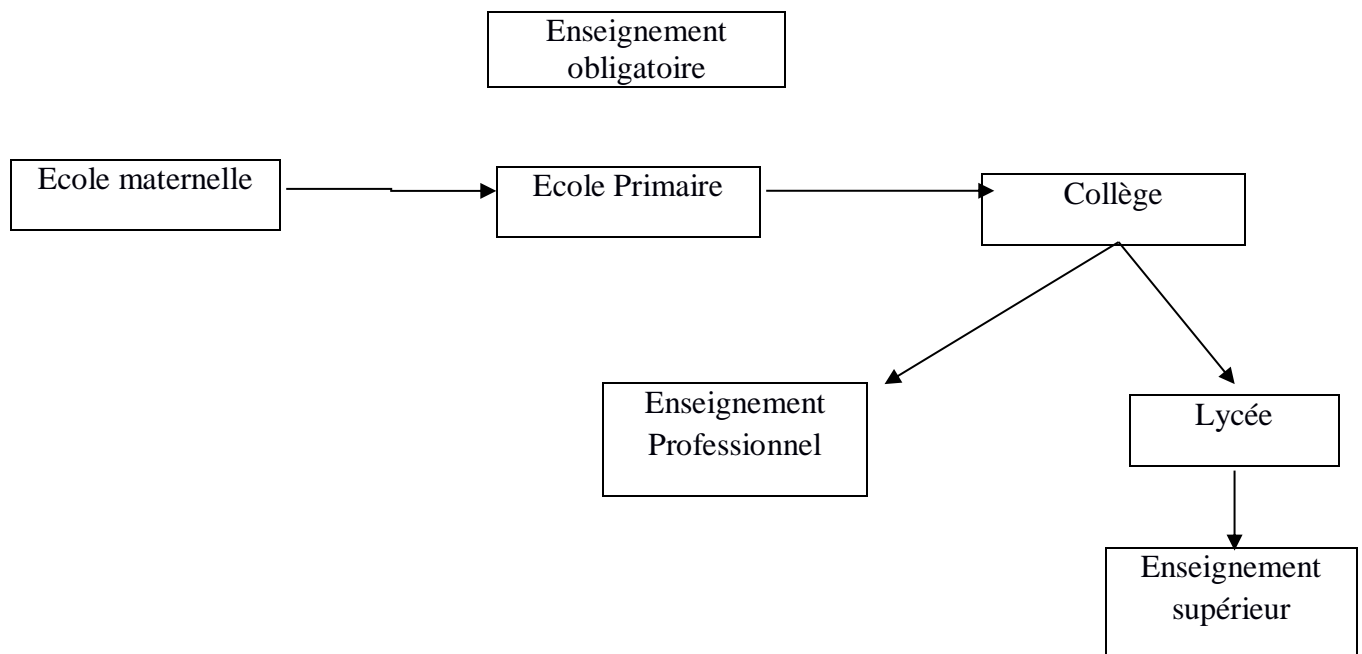 Enseignement
obligatoire
Ecole maternelle
Ecole Primaire
Collège
Enseignement
Professionnel
Lycée
Enseignement
supérieur